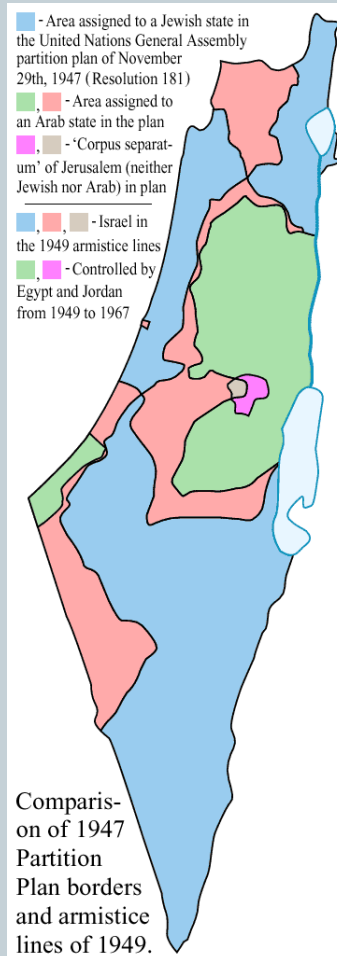 - Area assigned to a Jewish state in
the United Nations General Assembly
partition plan of November
29th, 1947 (Resolution 181)
, - Area assigned to
an Arab state in the plan
, - ‘Corpus separat-
um’ of Jerusalem (neither
Jewish nor Arab) in plan
, , - Israel in
the 1949 armistice lines
, - Controlled by
Egypt and Jordan
from 1949 to 1967
Comparis-
on of 1947
Partition
Plan borders
and armistice
lines of 1949.